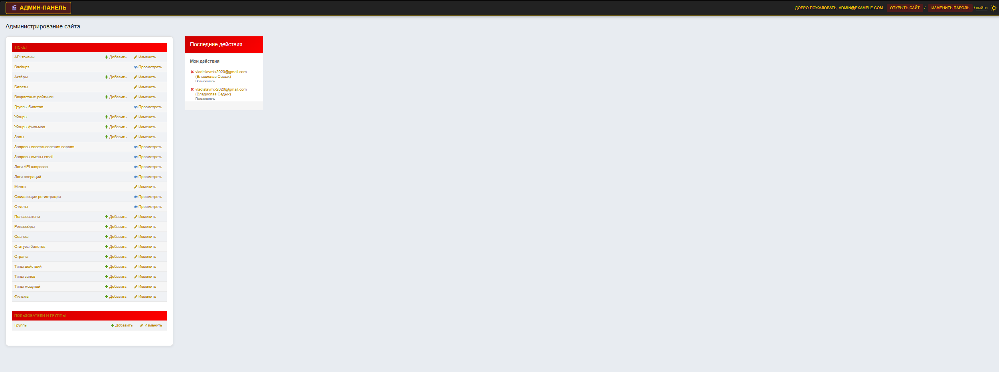 АДМИН-ПАНЕЛЬ
ДОБРО ПОЖАЛОВАТЬ, ADMIN@EXAMPLE.COM. ОТКРЫТЬ САЙТ / ИЗМЕНИТЬ ПАРОЛЬ / ВЫЙТИ
Администрирование сайта
TICKET
API токены Добавить Изменить
Backups Просмотреть
Актёры Добавить Изменить
Билеты Изменить
Возрастные рейтинги Добавить Изменить
Группы билетов Просмотреть
Жанры Добавить Изменить
Жанры фильмов Добавить Изменить
Залы Добавить Изменить
Запросы восстановления пароля Просмотреть
Запросы смены email Просмотреть
Логи API запросов Просмотреть
Логи операций Просмотреть
Места Изменить
Ожидающие регистрации Просмотреть
Отчеты Просмотреть
Пользователи Добавить Изменить
Режиссёры Добавить Изменить
Сеансы Добавить Изменить
Статусы билетов Добавить Изменить
Страны Добавить Изменить
Типы действий Добавить Изменить
Типы залов Добавить Изменить
Типы модулей Добавить Изменить
Фильмы Добавить Изменить
ПОЛЬЗОВАТЕЛИ И ГРУППЫ
Группы Добавить Изменить
Последние действия
Мои действия
vladislavmix2020@gmail.com
(Владислав Седых)
Пользователь
vladislavmix2020@gmail.com
(Владислав Седых)
Пользователь